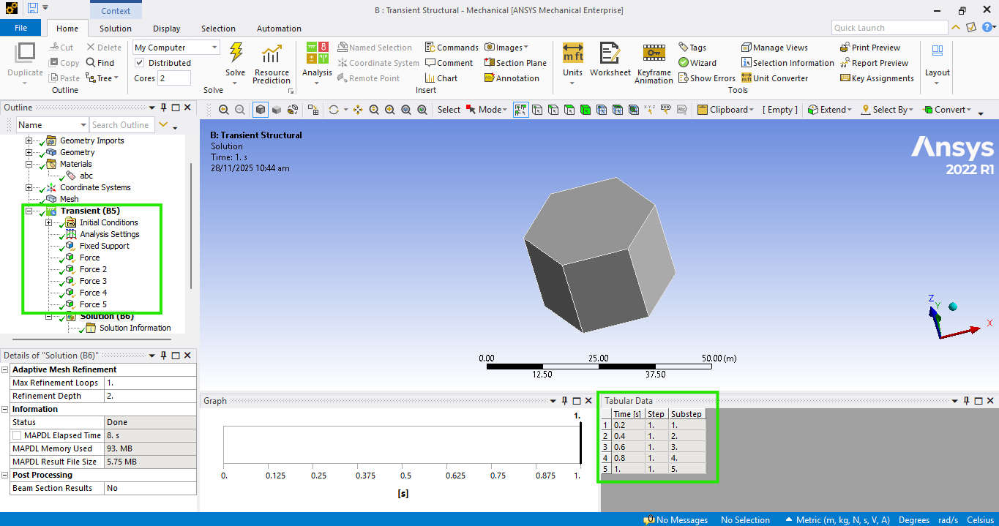 Context
B : Transient Structural - Mechanical [ANSYS Mechanical Enterprise]
File Home Solution Display Selection Automation
Quick Launch
Duplicate
Cut
Copy
Paste
Delete
Find
Tree
Outline
My Computer
Distributed
Cores 2
Solve
Resource Prediction
Solve
Analysis
Named Selection
Coordinate System
Remote Point
Commands
Comment
Chart
Images
Section Plane
Annotation
Insert
Units
Worksheet
Keyframe Animation
Tags
Wizard
Show Errors
Manage Views
Selection Information
Unit Converter
Print Preview
Report Preview
Key Assignments
Tools
Layout
Outline
Name Search Outline
Select Mode Clipboard [ Empty ] Extend Select By Convert
Geometry Imports
Geometry
Materials
abc
Coordinate Systems
Mesh
Transient (B5)
T=0 Initial Conditions
Analysis Settings
Fixed Support
Force
Force 2
Force 3
Force 4
Force 5
Solution (B6)
Solution Information
B: Transient Structural
Solution
Time: 1. s
28/11/2025 10:44 am
Ansys
2022 R1
Z
Y
X
0.00 25.00 50.00 (m)
12.50 37.50
Details of "Solution (B6)"
Adaptive Mesh Refinement
Max Refinement Loops 1.
Refinement Depth 2.
Information
Status Done
MAPDL Elapsed Time 8. s
MAPDL Memory Used 93. MB
MAPDL Result File Size 5.75 MB
Post Processing
Beam Section Results No
Graph
1.
0. 0.125 0.25 0.375 0.5 0.625 0.75 0.875 1.
[s]
Tabular Data
Time [s] Step Substep
1 0.2 1. 1.
2 0.4 1. 2.
3 0.6 1. 3.
4 0.8 1. 4.
5 1. 1. 5.
0 No Messages No Selection Metric (m, kg, N, s, V, A) Degrees rad/s Celsius